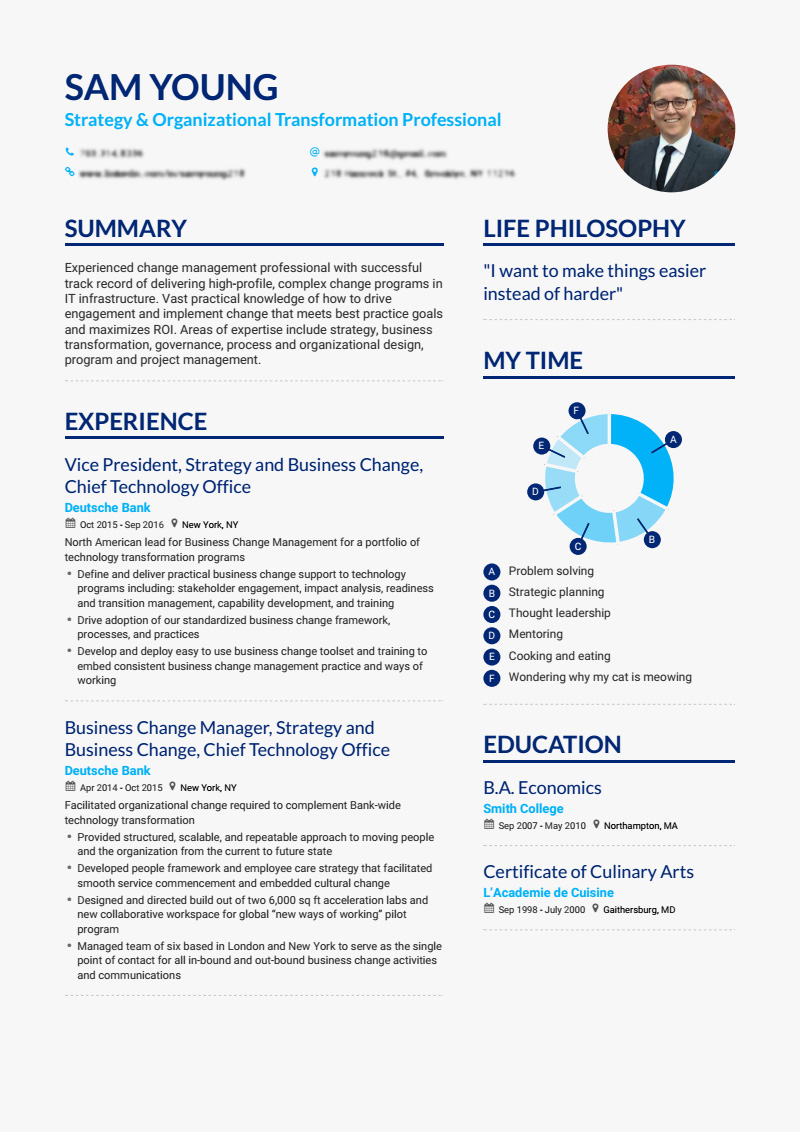 SAM YOUNG
Strategy & Organizational Transformation Professional
SUMMARY
Experienced change management professional with successful
track record of delivering high-profile, complex change programs in
IT infrastructure. Vast practical knowledge of how to drive
engagement and implement change that meets best practice goals
and maximizes ROI. Areas of expertise include strategy, business
transformation, governance, process and organizational design,
program and project management.
EXPERIENCE
Vice President, Strategy and Business Change,
Chief Technology Office
Deutsche Bank
Oct 2015 - Sep 2016 New York, NY
North American lead for Business Change Management for a portfolio of
technology transformation programs
• Define and deliver practical business change support to technology
programs including: stakeholder engagement, impact analysis, readiness
and transition management, capability development, and training
• Drive adoption of our standardized business change framework,
processes, and practices
• Develop and deploy easy to use business change toolset and training to
embed consistent business change management practice and ways of
working
Business Change Manager, Strategy and
Business Change, Chief Technology Office
Deutsche Bank
Apr 2014 - Oct 2015 New York, NY
Facilitated organizational change required to complement Bank-wide
technology transformation
• Provided structured, scalable, and repeatable approach to moving people
and the organization from the current to future state
• Developed people framework and employee care strategy that facilitated
smooth service commencement and embedded cultural change
• Designed and directed build out of two 6,000 sq ft acceleration labs and
new collaborative workspace for global “new ways of working” pilot
program
• Managed team of six based in London and New York to serve as the single
point of contact for all in-bound and out-bound business change activities
and communications
LIFE PHILOSOPHY
"I want to make things easier
instead of harder"
MY TIME
F
A
E
D
C
B
A Problem solving
B Strategic planning
C Thought leadership
D Mentoring
E Cooking and eating
F Wondering why my cat is meowing
EDUCATION
B.A. Economics
Smith College
Sep 2007 - May 2010 Northampton, MA
Certificate of Culinary Arts
L'Academie de Cuisine
Sep 1998 - July 2000 Gaithersburg, MD